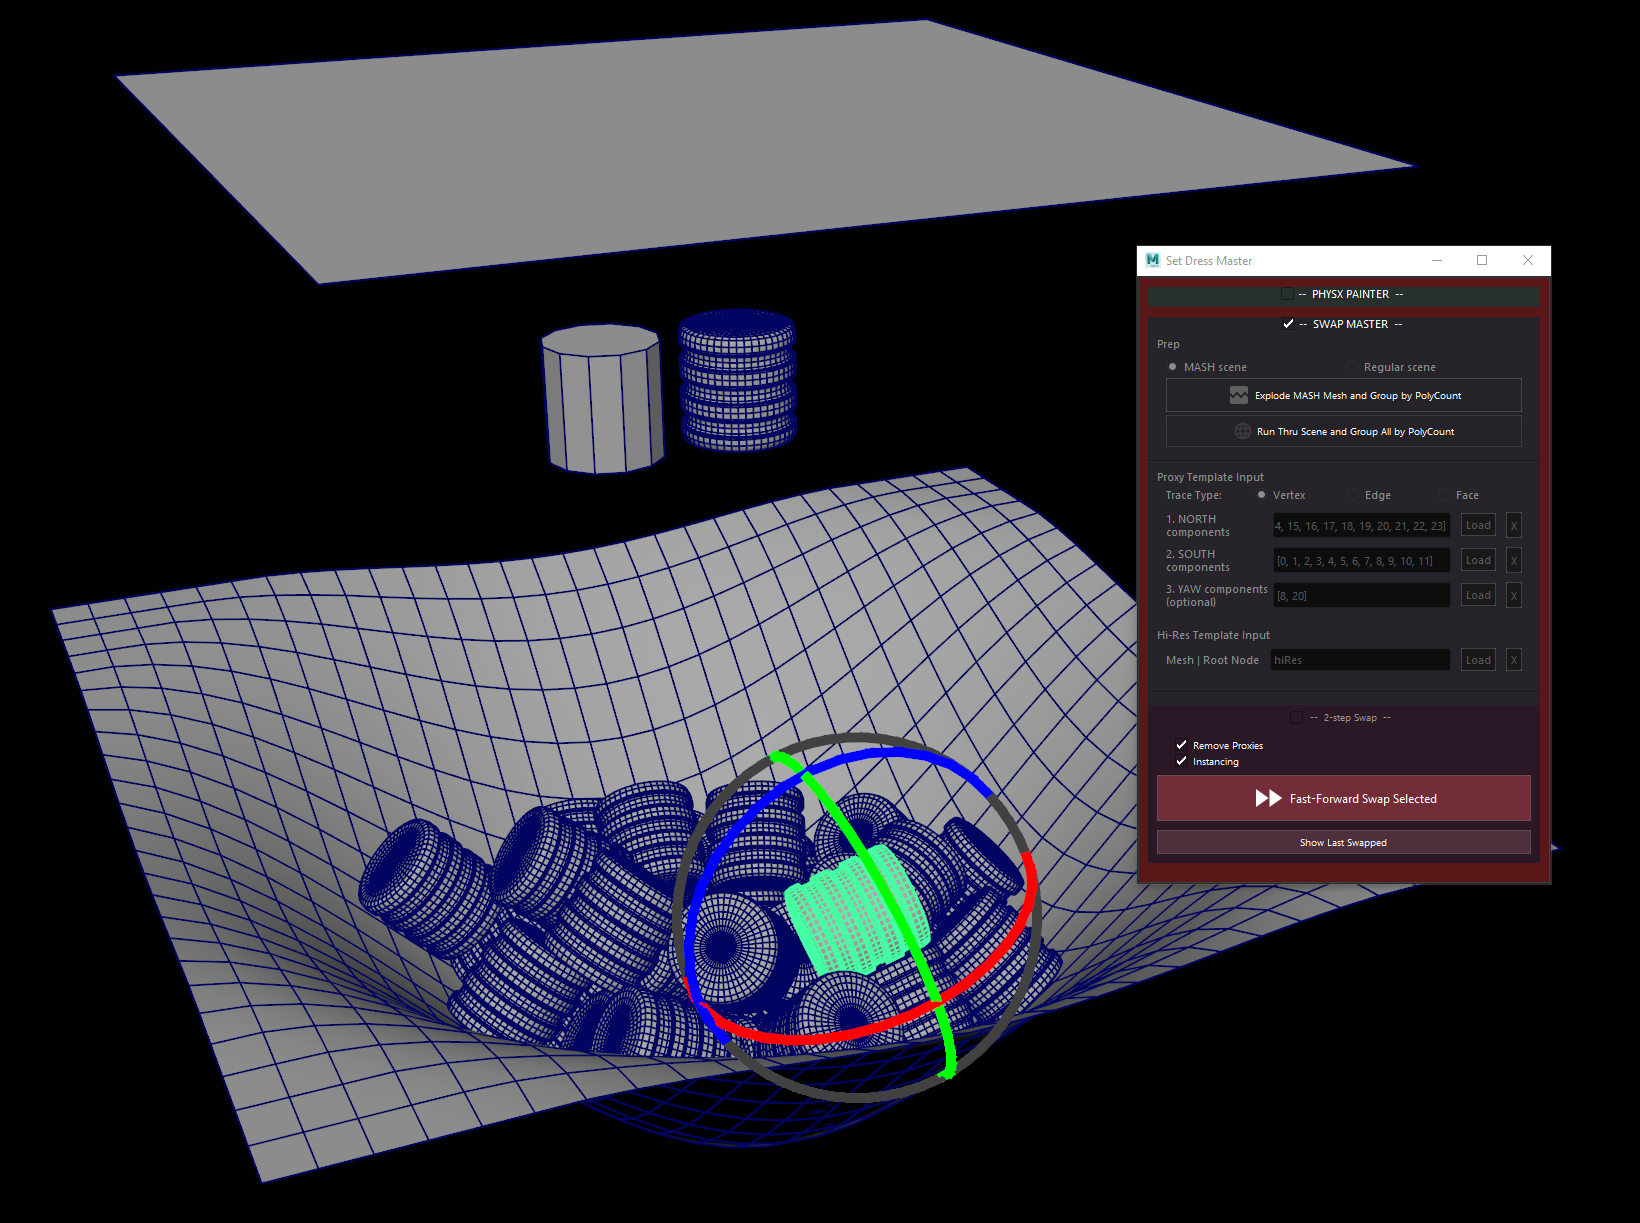 Set Dress Master
-- PHYSX PAINTER --
-- SWAP MASTER --
Prep
MASH scene
Regular scene
Explode MASH Mesh and Group by PolyCount
Run Thru Scene and Group All by PolyCount
Proxy Template Input
Trace Type:
Vertex
Edge
Face
1. NORTH
components
4, 15, 16, 17, 18, 19, 20, 21, 22, 23]
Load
X
2. SOUTH
components
[0, 1, 2, 3, 4, 5, 6, 7, 8, 9, 10, 11]
Load
X
3. YAW components
(optional)
[8, 20]
Load
X
Hi-Res Template Input
Mesh | Root Node
hiRes
Load
X
-- 2-step Swap --
Remove Proxies
Instancing
Fast-Forward Swap Selected
Show Last Swapped